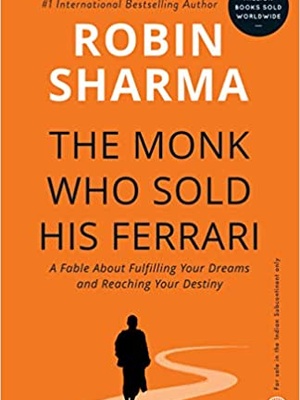 #1 International Bestselling Author
BOOKS SOLD
WORLDWIDE
ROBIN
SHARMA
THE MONK
WHO SOLD
HIS FERRARI
A Fable About Fulfilling Your Dreams
and Reaching Your Destiny
For sale in the Indian Subcontinent only